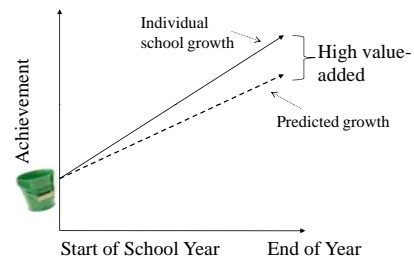 Individual
school growth
High value-
added
Predicted growth
Achievement
Start of School Year
End of Year